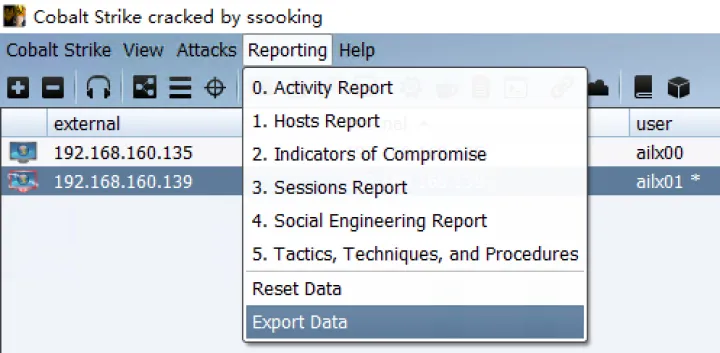 Cobalt Strike cracked by ssooking
Cobalt Strike View Attacks Reporting Help
0. Activity Report
1. Hosts Report
2. Indicators of Compromise
3. Sessions Report
4. Social Engineering Report
5. Tactics, Techniques, and Procedures
Reset Data
Export Data
external user
192.168.160.135 ailx00
192.168.160.139 ailx01 *